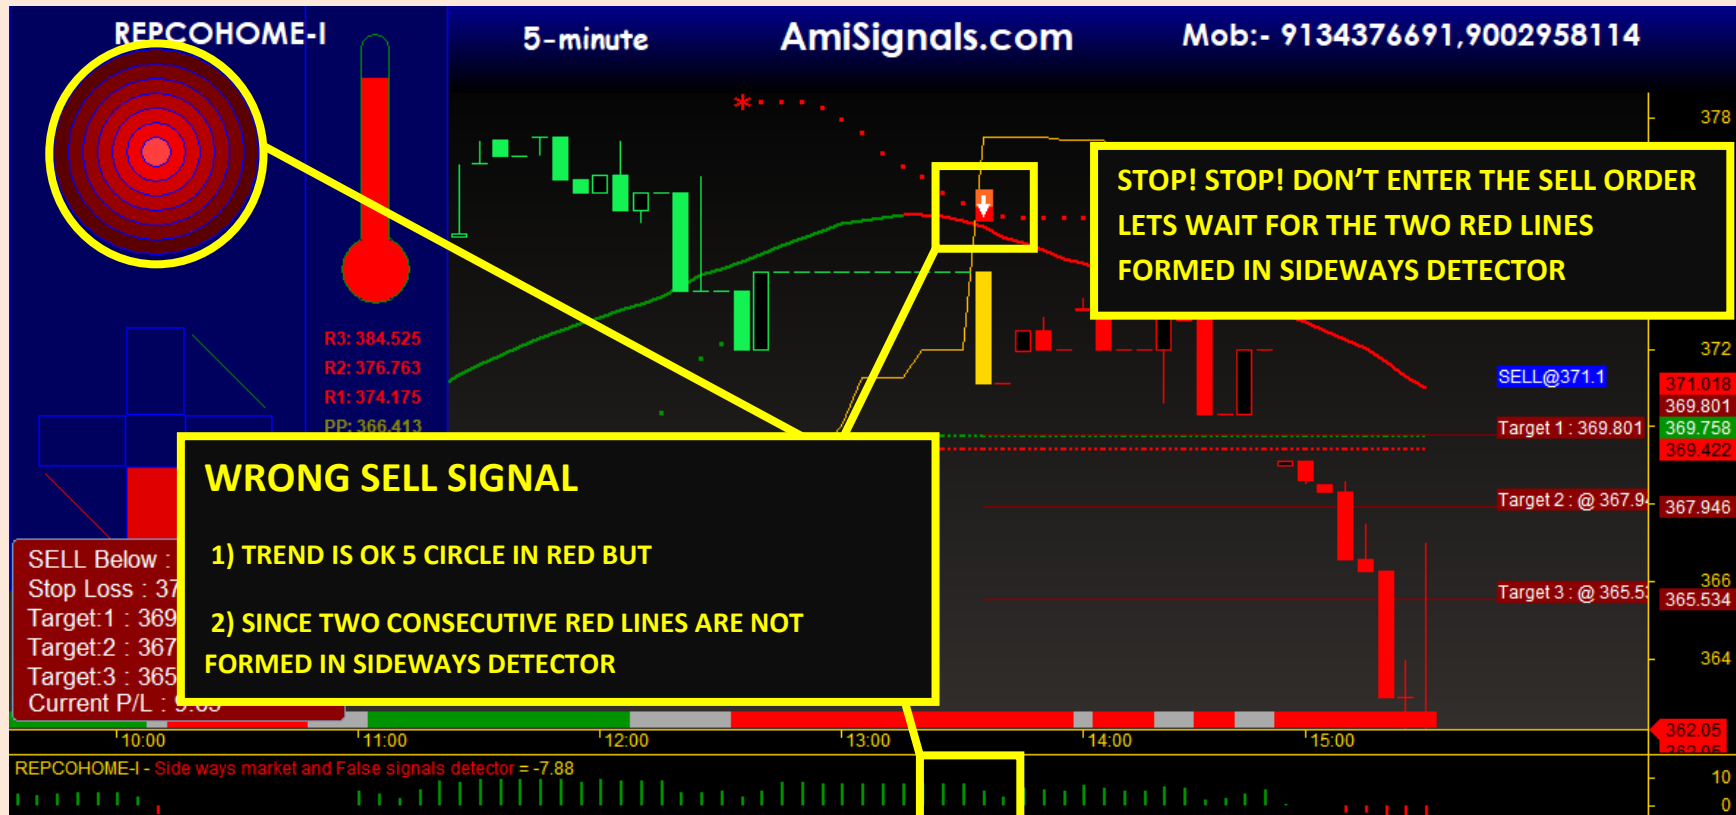 REPCOHOME-I
5-minute
AmiSignals.com
Mob:- 9134376691,9002958114
378
STOP! STOP! DON'T ENTER THE SELL ORDER
LETS WAIT FOR THE TWO RED LINES
FORMED IN SIDEWAYS DETECTOR
R3: 384.525
R2: 376.763
R1: 374.175
PP: 366.413
372
SELL@371.1
371.018
369.801
Target 1 : 369.801
369.758
369.422
WRONG SELL SIGNAL
1) TREND IS OK 5 CIRCLE IN RED BUT
2) SINCE TWO CONSECUTIVE RED LINES ARE NOT
FORMED IN SIDEWAYS DETECTOR
Target 2 : @ 367.9
367.946
366
Target 3 : @ 365.5
365.534
364
SELL Below :
Stop Loss : 37
Target:1 : 369
Target:2 : 367
Target:3 : 365
Current P/L :
362.05
10:00
11:00
12:00
13:00
14:00
15:00
REPCOHOME-I - Side ways market and False signals detector = -7.88
10
0